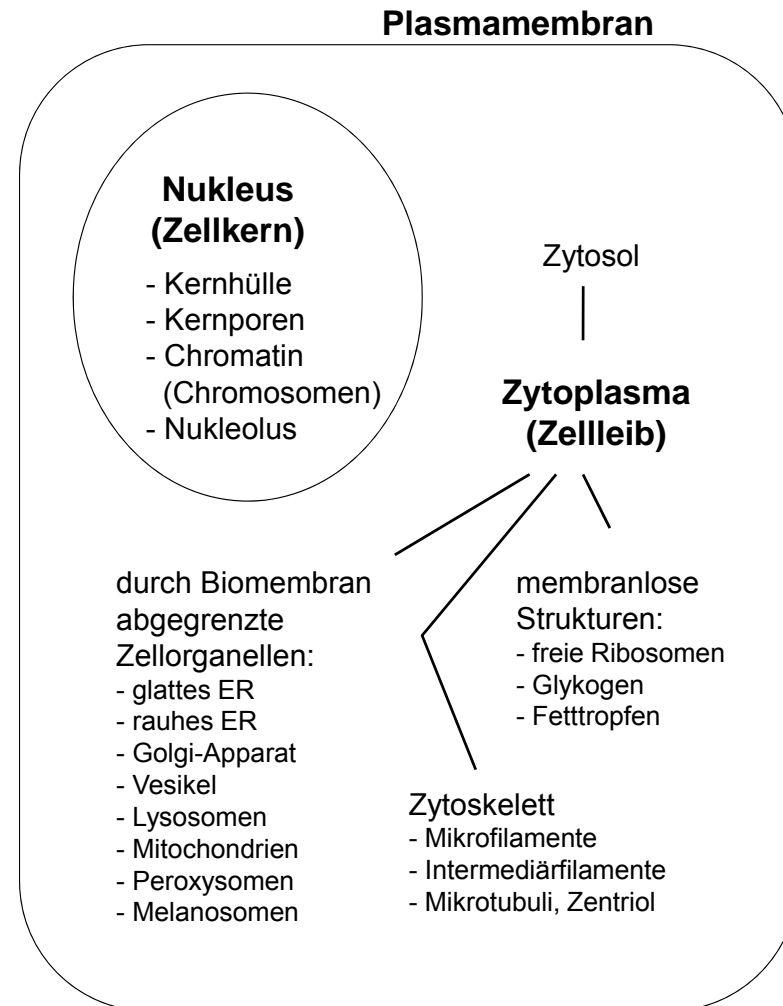 Plasmamembran
Nukleus
(Zellkern)
- Kernhülle
- Kernporen
- Chromatin
(Chromosomen)
- Nukleolus
Zytosol
Zytoplasma
(Zellleib)
durch Biomembran
abgegrenzte
Zellorganellen:
- glattes ER
- rauhes ER
- Golgi-Apparat
- Vesikel
- Lysosomen
- Mitochondrien
- Peroxysomen
- Melanosomen
membranlose
Strukturen:
- freie Ribosomen
- Glykogen
- Fetttropfen
Zytoskelett
- Mikrofilamente
- Intermediärfilamente
- Mikrotubuli, Zentriol